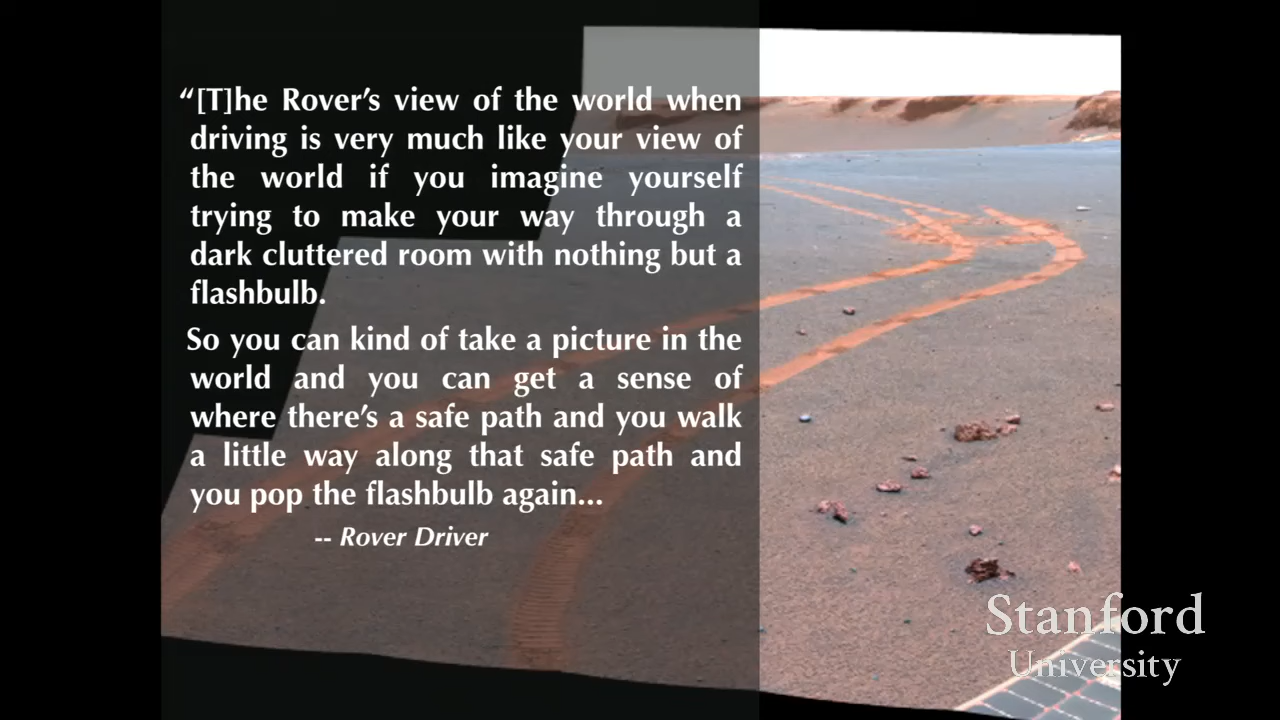 “[T]he Rover’s view of the world when
driving is very much like your view of
the world if you imagine yourself
trying to make your way through a
dark cluttered room with nothing but a
flashbulb.
So you can kind of take a picture in the
world and you can get a sense of
where there’s a safe path and you walk
a little way along that safe path and
you pop the flashbulb again...
-- Rover Driver
Stanford
University